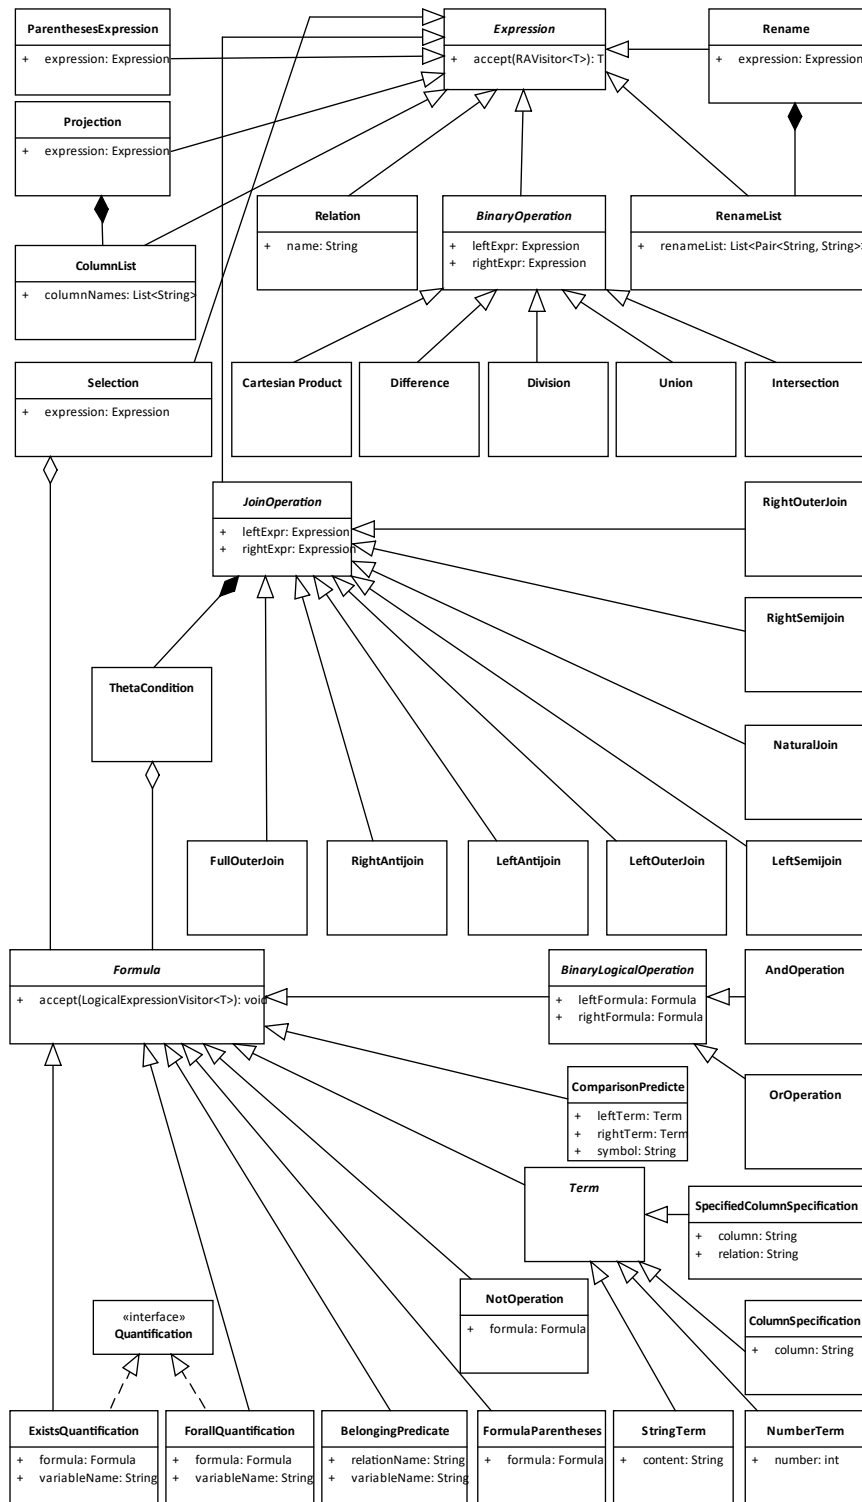 ParenthesesExpression
+ expression: Expression
Expression
+ accept(RAVisitor<T>): T
Rename
+ expression: Expression
Projection
+ expression: Expression
Relation
+ name: String
BinaryOperation
+ leftExpr: Expression
+ rightExpr: Expression
RenameList
+ renameList: List<Pair<String, String>>
ColumnList
+ columnNames: List<String>
Selection
+ expression: Expression
Cartesian Product
Difference
Division
Union
Intersection
JoinOperation
+ leftExpr: Expression
+ rightExpr: Expression
RightOuterJoin
RightSemijoin
ThetaCondition
NaturalJoin
FullOuterJoin
RightAntijoin
LeftAntijoin
LeftOuterJoin
LeftSemijoin
Formula
+ accept(LogicalExpressionVisitor<T>): void
BinaryLogicalOperation
+ leftFormula: Formula
+ rightFormula: Formula
AndOperation
ComparisonPredicte
+ leftTerm: Term
+ rightTerm: Term
+ symbol: String
OrOperation
Term
SpecifiedColumnSpecification
+ column: String
+ relation: String
NotOperation
+ formula: Formula
«interface»
Quantification
ColumnSpecification
+ column: String
ExistsQuantification
+ formula: Formula
+ variableName: String
ForallQuantification
+ formula: Formula
+ variableName: String
BelongingPredicate
+ relationName: String
+ variableName: String
FormulaParentheses
+ formula: Formula
StringTerm
+ content: String
NumberTerm
+ number: int